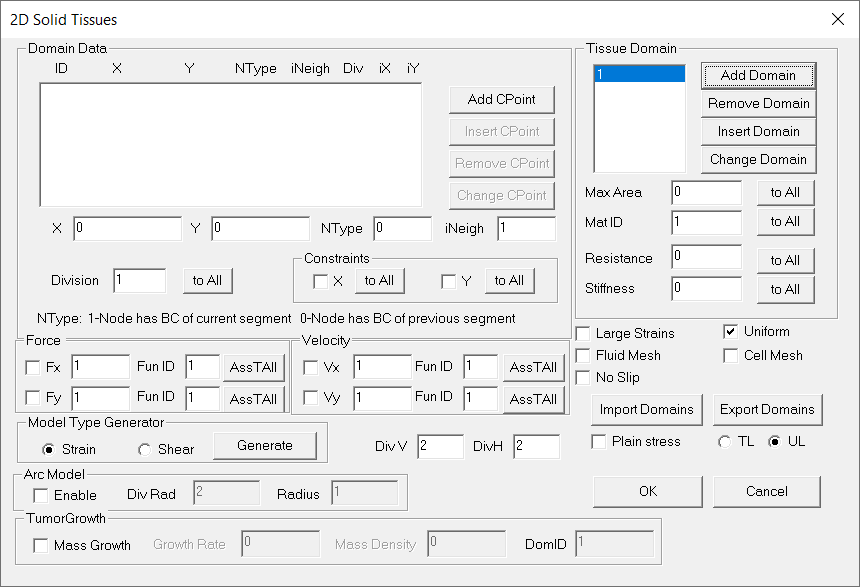 2D Solid Tissues
Domain Data
ID X Y NType iNeigh Div iX iY
Add CPoint
Insert CPoint
Remove CPoint
Change CPoint
X 0 Y 0 NType 0 iNeigh 1
Division 1 to All
Constraints
X to All Y to All
NType: 1-Node has BC of current segment 0-Node has BC of previous segment
Tissue Domain
1
Add Domain
Remove Domain
Insert Domain
Change Domain
Max Area 0 to All
Mat ID 1 to All
Resistance 0 to All
Stiffness 0 to All
Force
Fx 1 Fun ID 1 AssTAll
Fy 1 Fun ID 1 AssTAll
Velocity
Vx 1 Fun ID 1 AssTAll
Vy 1 Fun ID 1 AssTAll
Large Strains Uniform
Fluid Mesh Cell Mesh
No Slip
Import Domains Export Domains
Plain stress TL UL
Model Type Generator
Strain Shear Generate
Div V 2 DivH 2
Arc Model
Enable Div Rad 2 Radius 1
OK Cancel
TumorGrowth
Mass Growth Growth Rate 0 Mass Density 0 DomID 1